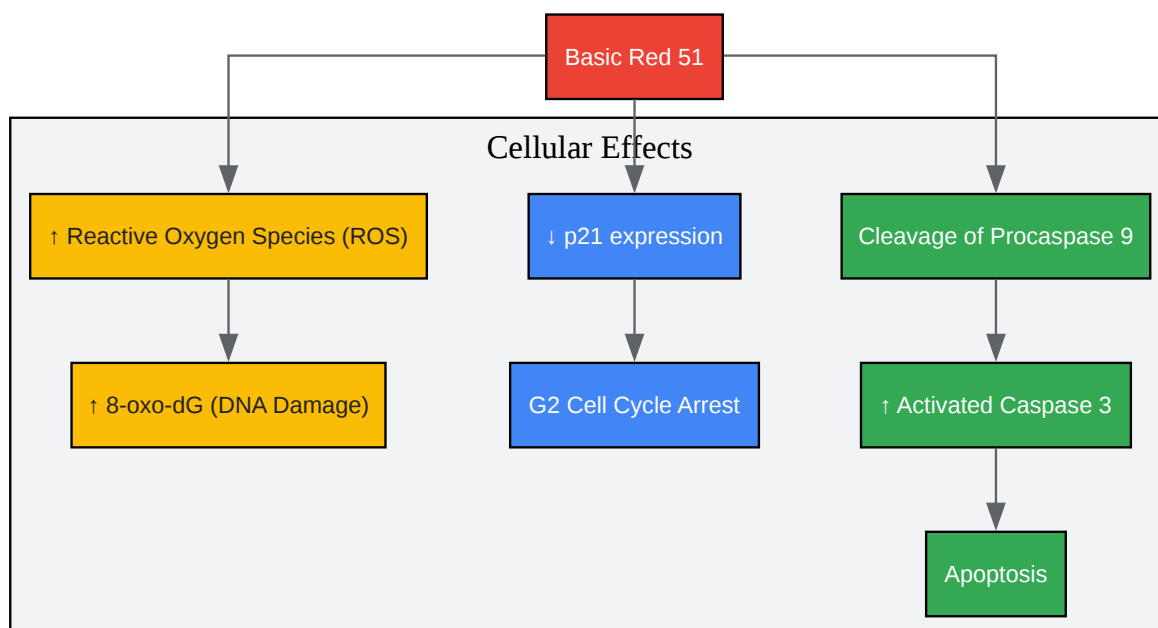 Basic Red 51
Cellular Effects
↑ Reactive Oxygen Species (ROS)
↓ p21 expression
Cleavage of Procaspase 9
↑ 8-oxo-dG (DNA Damage)
G2 Cell Cycle Arrest
↑ Activated Caspase 3
Apoptosis